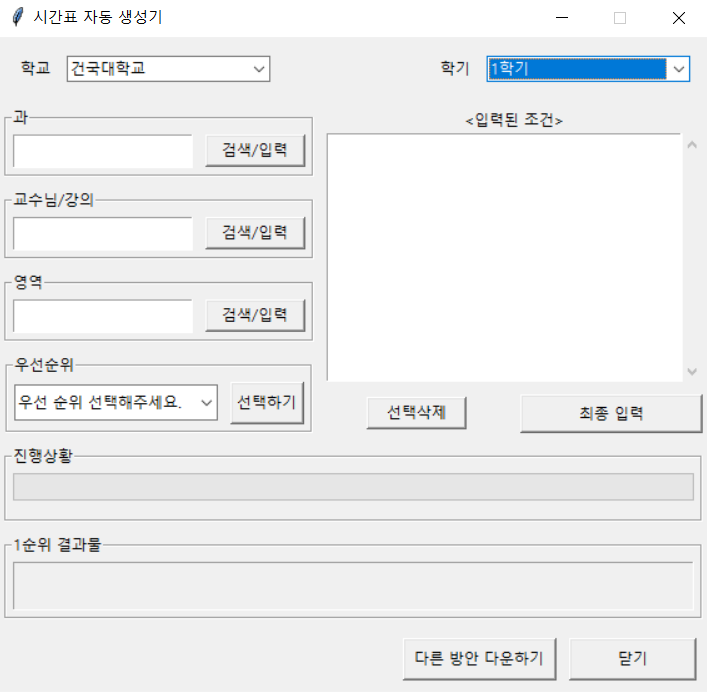 시간표 자동 생성기
학교 건국대학교 학기 1학기
과
검색/입력
교수님/강의
검색/입력
영역
검색/입력
우선순위
우선 순위 선택해주세요. 선택하기
<입력된 조건>
선택삭제 최종 입력
진행상황
1순위 결과물
다른 방안 다운하기 닫기